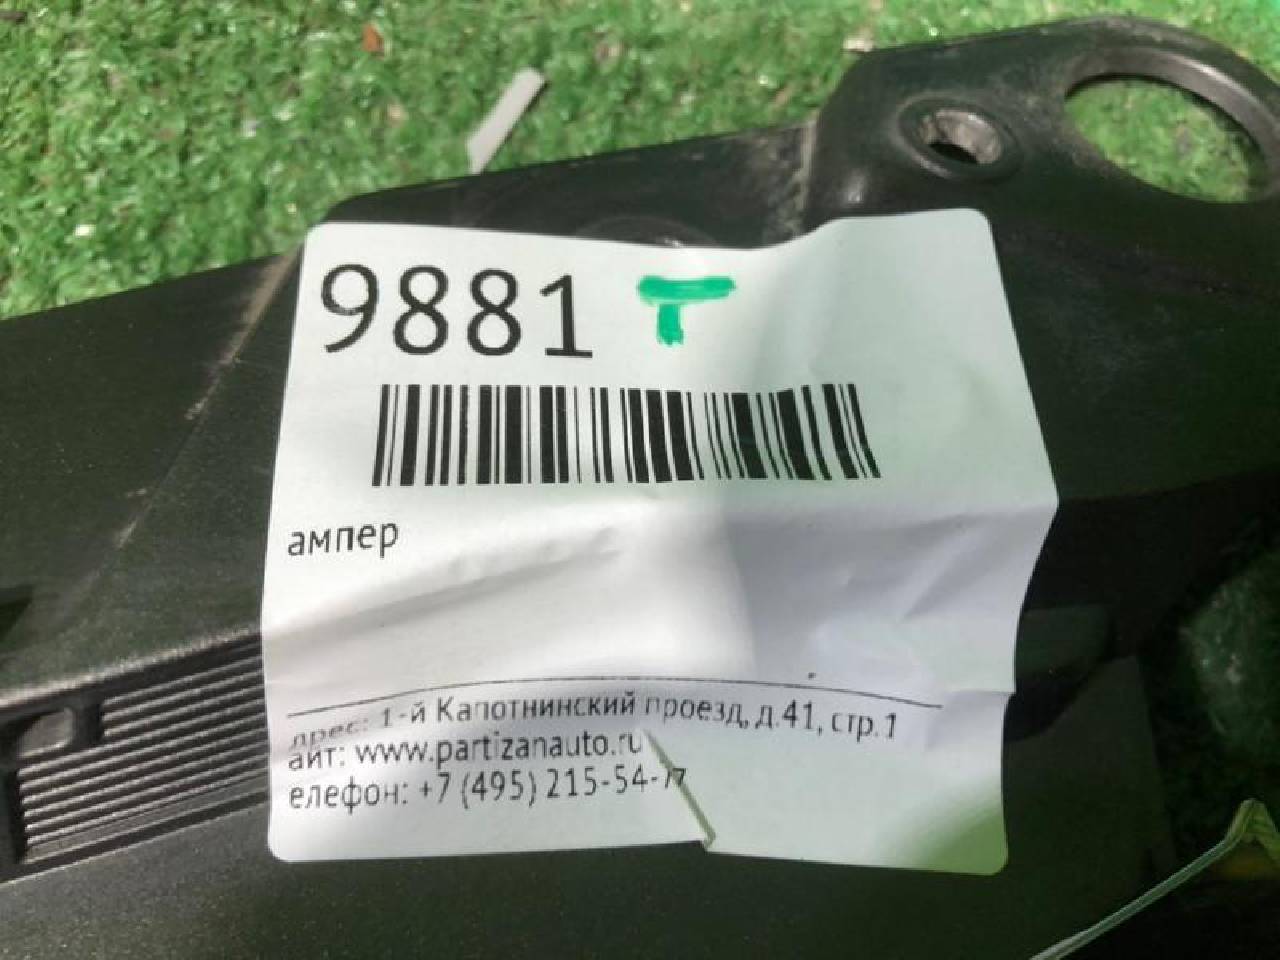 9881 Т
ампер
дрес: 1-й Капотнинский проезд, д.41, стр.1
айт: www.partizanauto.ru
елефон: +7 (495) 215-54-77